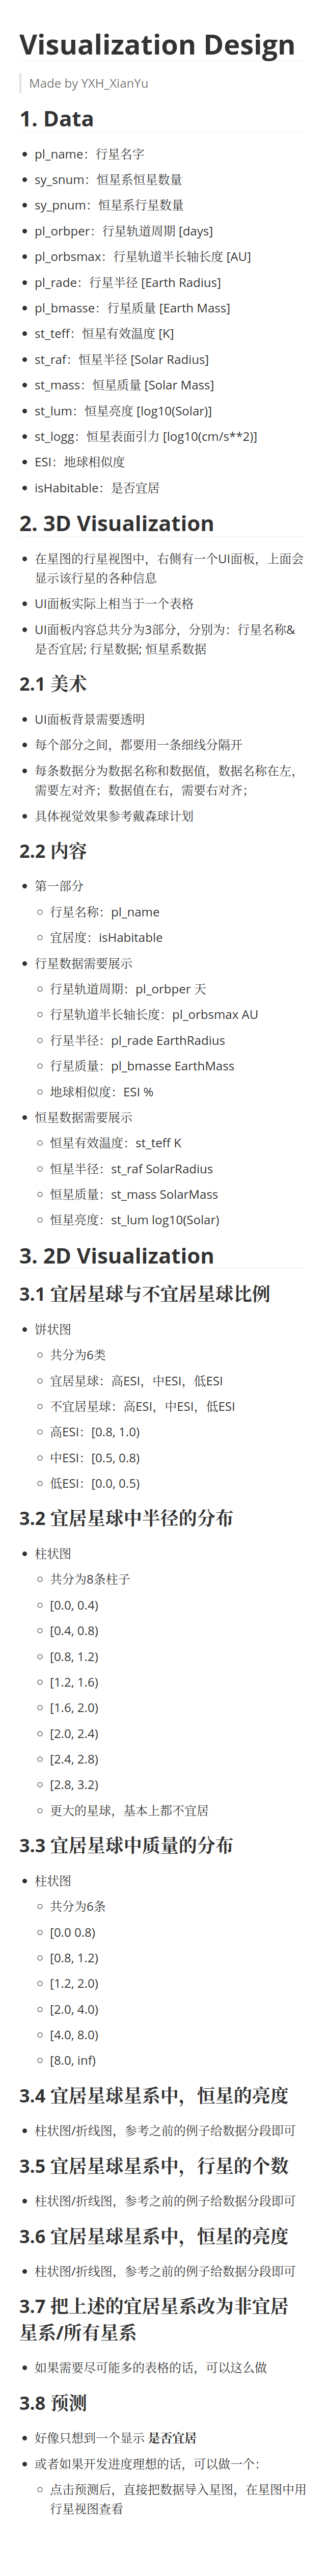 Visualization Design
Made by YXH_XianYu
1. Data
pl_name：行星名字
sy_snum：恒星系恒星数量
sy_pnum：恒星系行星数量
pl_orbper：行星轨道周期 [days]
pl_orbsmax：行星轨道半长轴长度 [AU]
pl_rade：行星半径 [Earth Radius]
pl_bmasse：行星质量 [Earth Mass]
st_teff：恒星有效温度 [K]
st_raf：恒星半径 [Solar Radius]
st_mass：恒星质量 [Solar Mass]
st_lum：恒星亮度 [log10(Solar)]
st_logg：恒星表面引力 [log10(cm/s**2)]
ESI：地球相似度
isHabitable：是否宜居
2. 3D Visualization
在星图的行星视图中，右侧有一个UI面板，上面会
显示该行星的各种信息
UI面板实际上相当于一个表格
UI面板内容总共分为3部分，分别为：行星名称&
是否宜居; 行星数据; 恒星系数据
2.1 美术
UI面板背景需要透明
每个部分之间，都要用一条细线分隔开
每条数据分为数据名称和数据值，数据名称在左，
需要左对齐；数据值在右，需要右对齐；
具体视觉效果参考戴森球计划
2.2 内容
第一部分
行星名称：pl_name
宜居度：isHabitable
行星数据需要展示
行星轨道周期：pl_orbper 天
行星轨道半长轴长度：pl_orbsmax AU
行星半径：pl_rade EarthRadius
行星质量：pl_bmasse EarthMass
地球相似度：ESI %
恒星数据需要展示
恒星有效温度：st_teff K
恒星半径：st_raf SolarRadius
恒星质量：st_mass SolarMass
恒星亮度：st_lum log10(Solar)
3. 2D Visualization
3.1 宜居星球与不宜居星球比例
饼状图
共分为6类
宜居星球：高ESI，中ESI，低ESI
不宜居星球：高ESI，中ESI，低ESI
高ESI：[0.8, 1.0)
中ESI：[0.5, 0.8)
低ESI：[0.0, 0.5)
3.2 宜居星球中半径的分布
柱状图
共分为8条柱子
[0.0, 0.4)
[0.4, 0.8)
[0.8, 1.2)
[1.2, 1.6)
[1.6, 2.0)
[2.0, 2.4)
[2.4, 2.8)
[2.8, 3.2)
更大的星球，基本上都不宜居
3.3 宜居星球中质量的分布
柱状图
共分为6条
[0.0 0.8)
[0.8, 1.2)
[1.2, 2.0)
[2.0, 4.0)
[4.0, 8.0)
[8.0, inf)
3.4 宜居星球星系中，恒星的亮度
柱状图/折线图，参考之前的例子给数据分段即可
3.5 宜居星球星系中，行星的个数
柱状图/折线图，参考之前的例子给数据分段即可
3.6 宜居星球星系中，恒星的亮度
柱状图/折线图，参考之前的例子给数据分段即可
3.7 把上述的宜居星系改为非宜居
星系/所有星系
如果需要尽可能多的表格的话，可以这么做
3.8 预测
好像只想到一个显示 是否宜居
或者如果开发进度理想的话，可以做一个：
点击预测后，直接把数据导入星图，在星图中用
行星视图查看